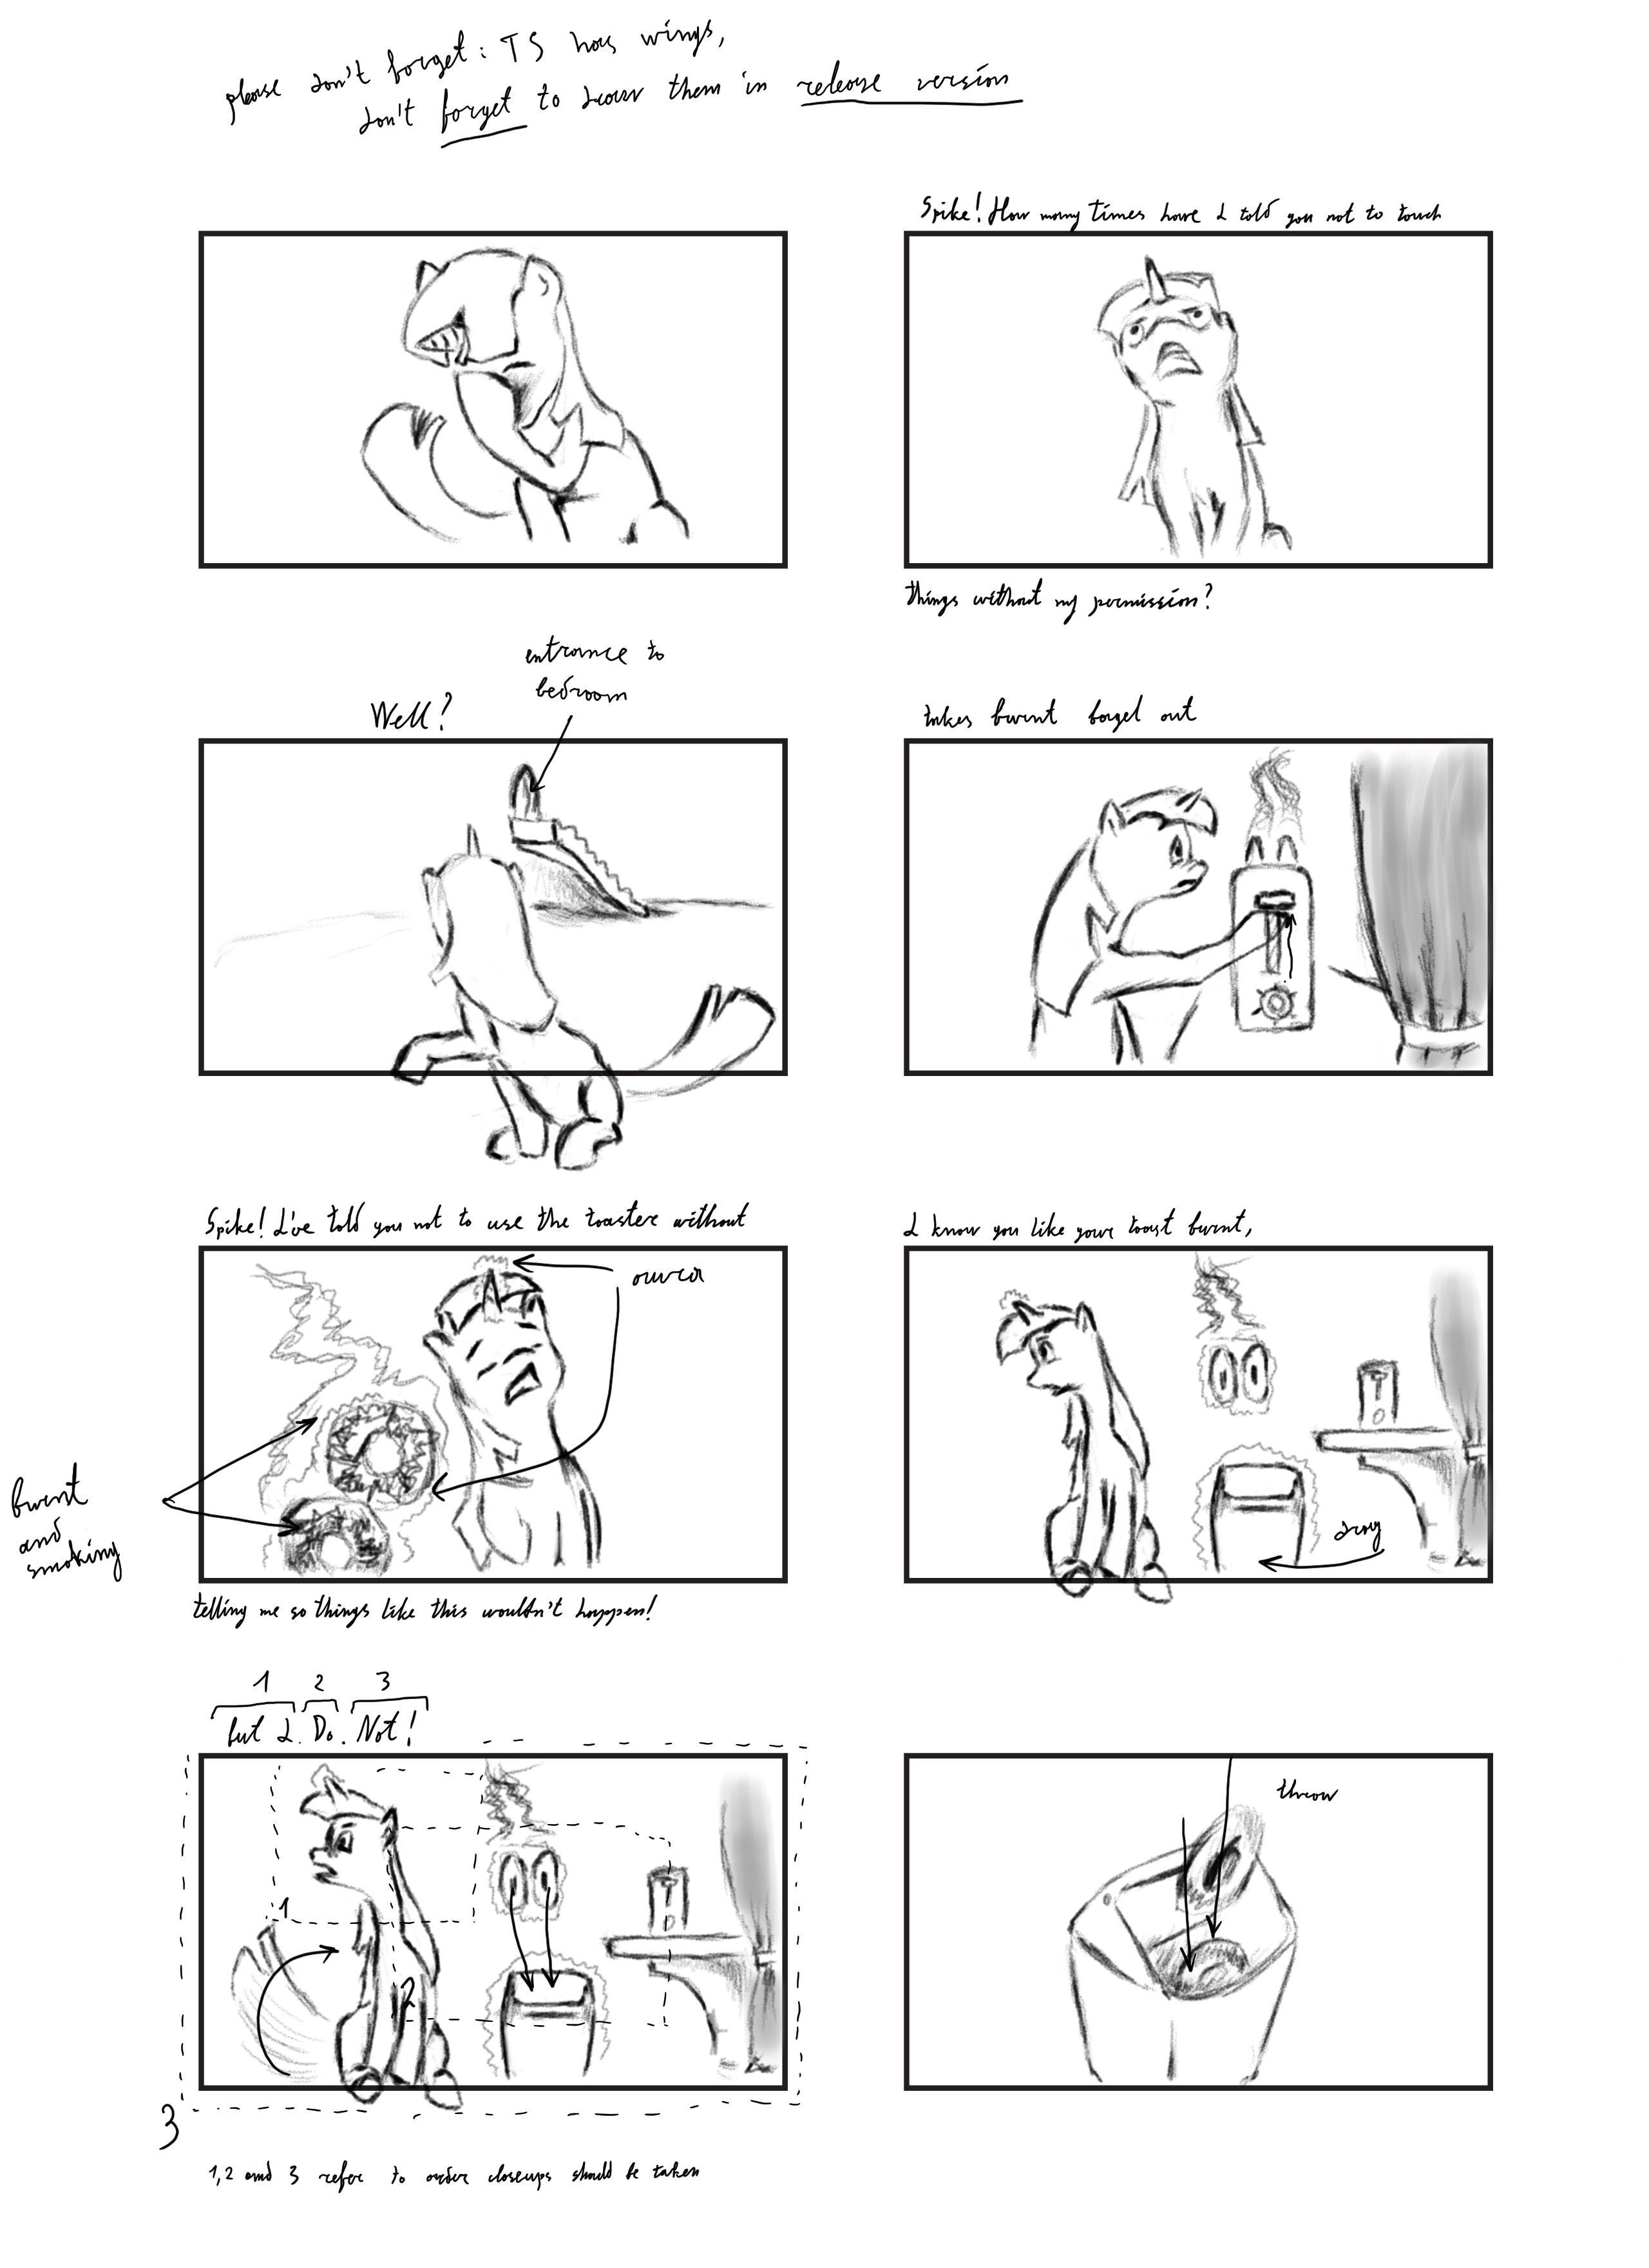 please don't forget: TS has wings,
don't forget to draw them in release version
Spike! How many times have I told you not to touch
things without my permission?
entrance to
bedroom
Well?
takes burnt bagel out
Spike! I've told you not to use the toaster without
aura
burnt
and
smoking
telling me so things like this wouldn't happen!
I know you like your toast burnt,
drag
1 2 3
but I. Do. Not!
1
2
3
1,2 and 3 refer to order closeups should be taken
throw